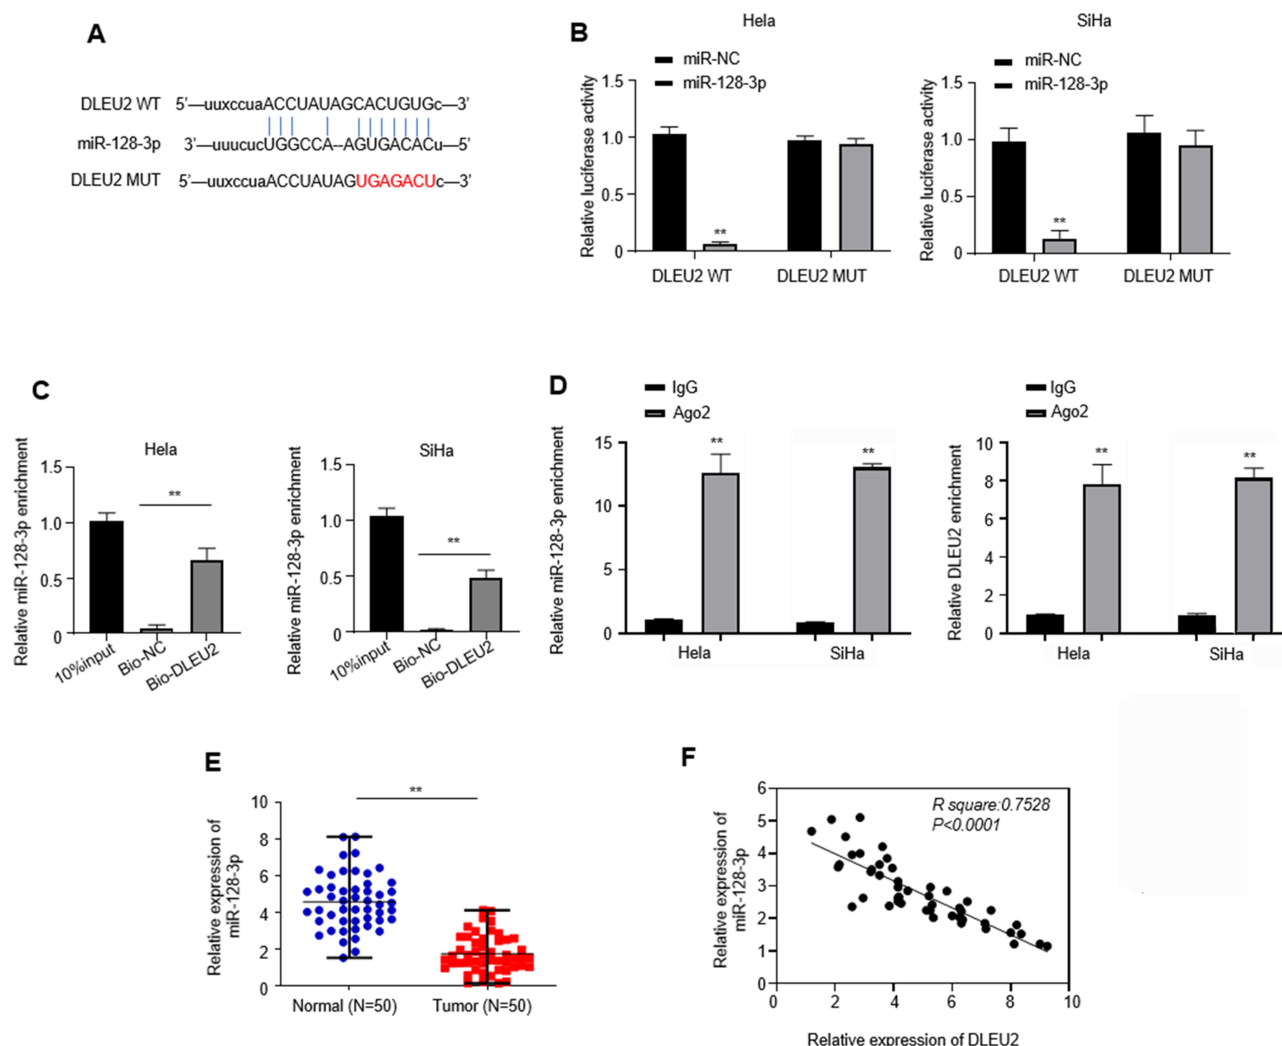 A
DLEU2 WT 5'—uuxccuaACCUAUAGCACUGUGc—3'
miR-128-3p 3'—uuucucUGGCCA--AGUGACACu—5'
DLEU2 MUT 5'—uuxccuaACCUAUAGUGAGACUc—3'
B
Hela
miR-NC
miR-128-3p
Relative luciferase activity
1.5
1.0
0.5
0
**
DLEU2 WT DLEU2 MUT
SiHa
miR-NC
miR-128-3p
Relative luciferase activity
1.5
1.0
0.5
0
**
DLEU2 WT DLEU2 MUT
C
Hela
Relative miR-128-3p enrichment
1.5
1.0
0.5
0
**
10%input Bio-NC Bio-DLEU2
SiHa
Relative miR-128-3p enrichment
1.5
1.0
0.5
0
**
10%input Bio-NC Bio-DLEU2
D
IgG
Ago2
Relative miR-128-3p enrichment
15
10
5
0
** **
Hela SiHa
IgG
Ago2
Relative DLEU2 enrichment
10
8
6
4
2
0
** **
Hela SiHa
E
Relative expression of
miR-128-3p
10
8
6
4
2
0
**
Normal (N=50) Tumor (N=50)
F
Relative expression of
miR-128-3p
6
5
4
3
2
1
0
R square:0.7528
P<0.0001
0 2 4 6 8 10
Relative expression of DLEU2